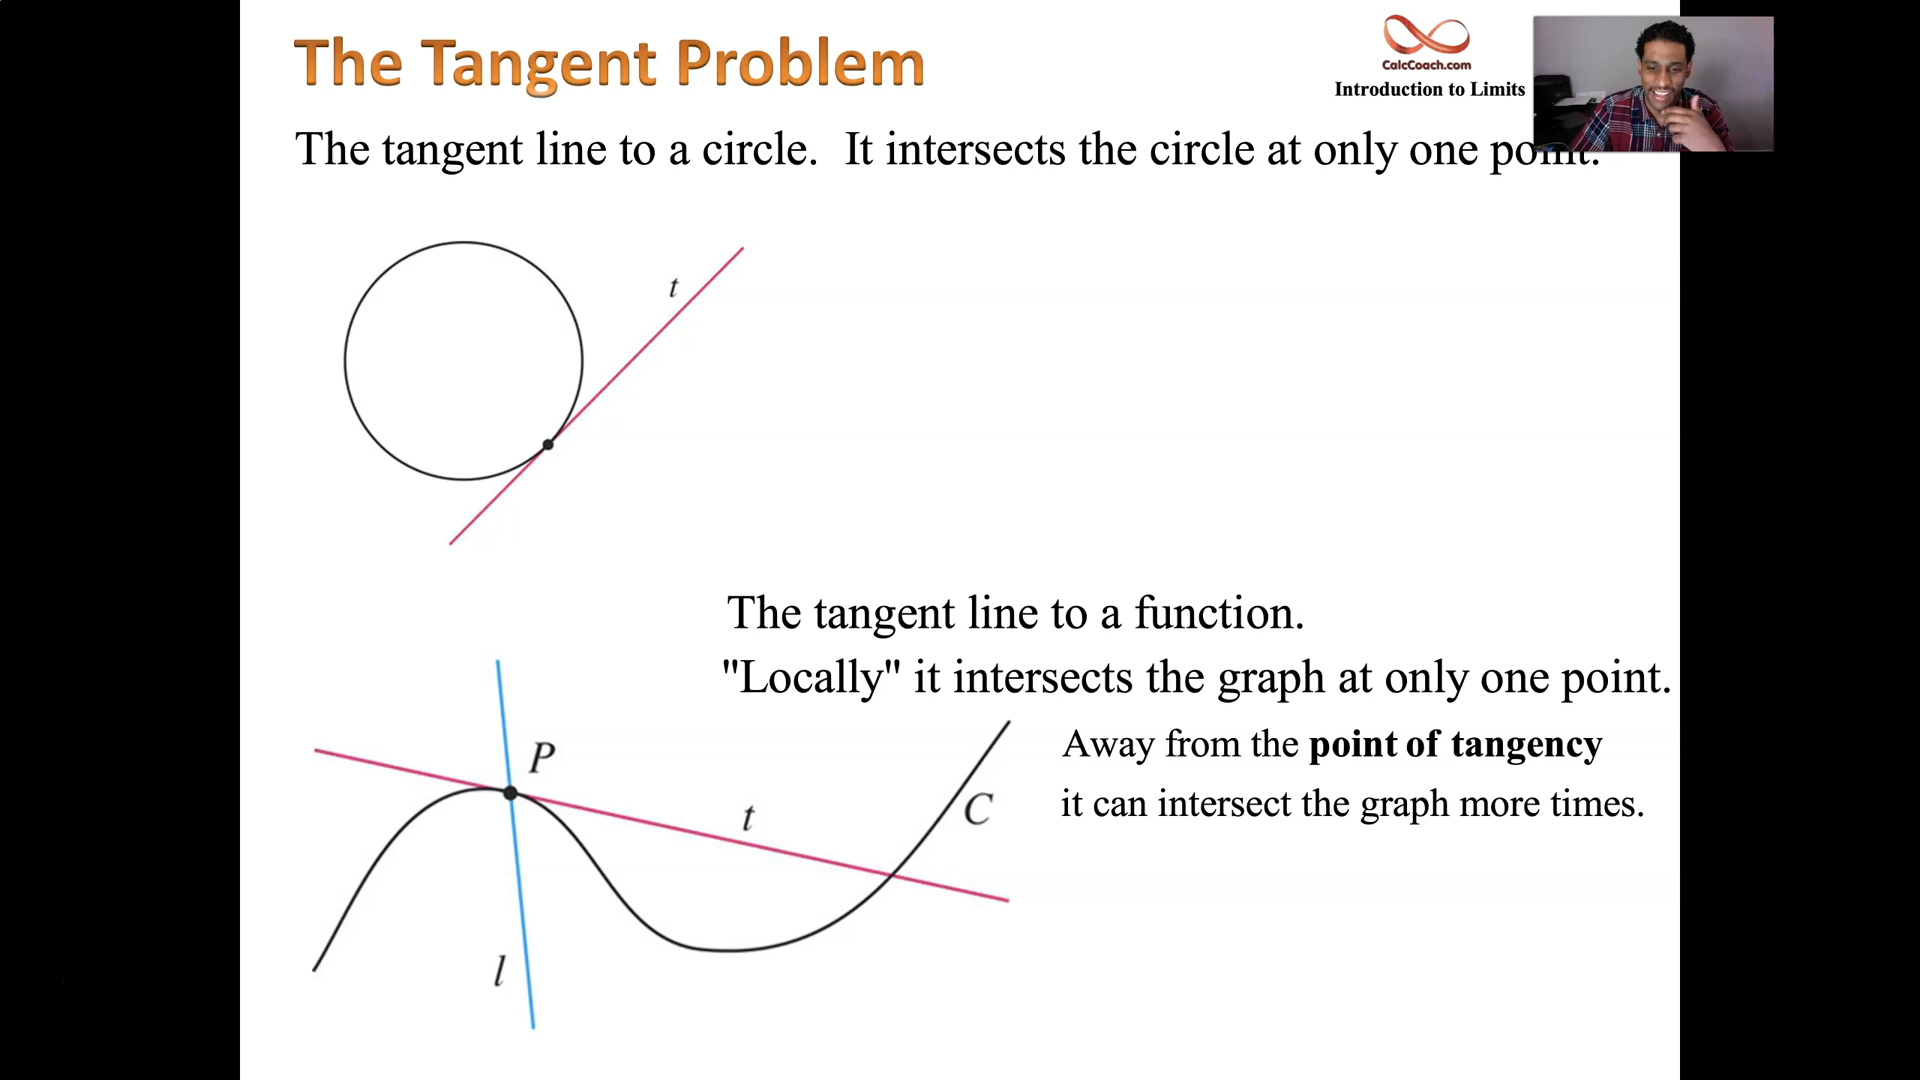 The Tangent Problem
CalcCoach.com
Introduction to Limits
The tangent line to a circle.  It intersects the circle at only one point.
t
The tangent line to a function.
"Locally" it intersects the graph at only one point.
Away from the point of tangency
it can intersect the graph more times.
P
t
C
l